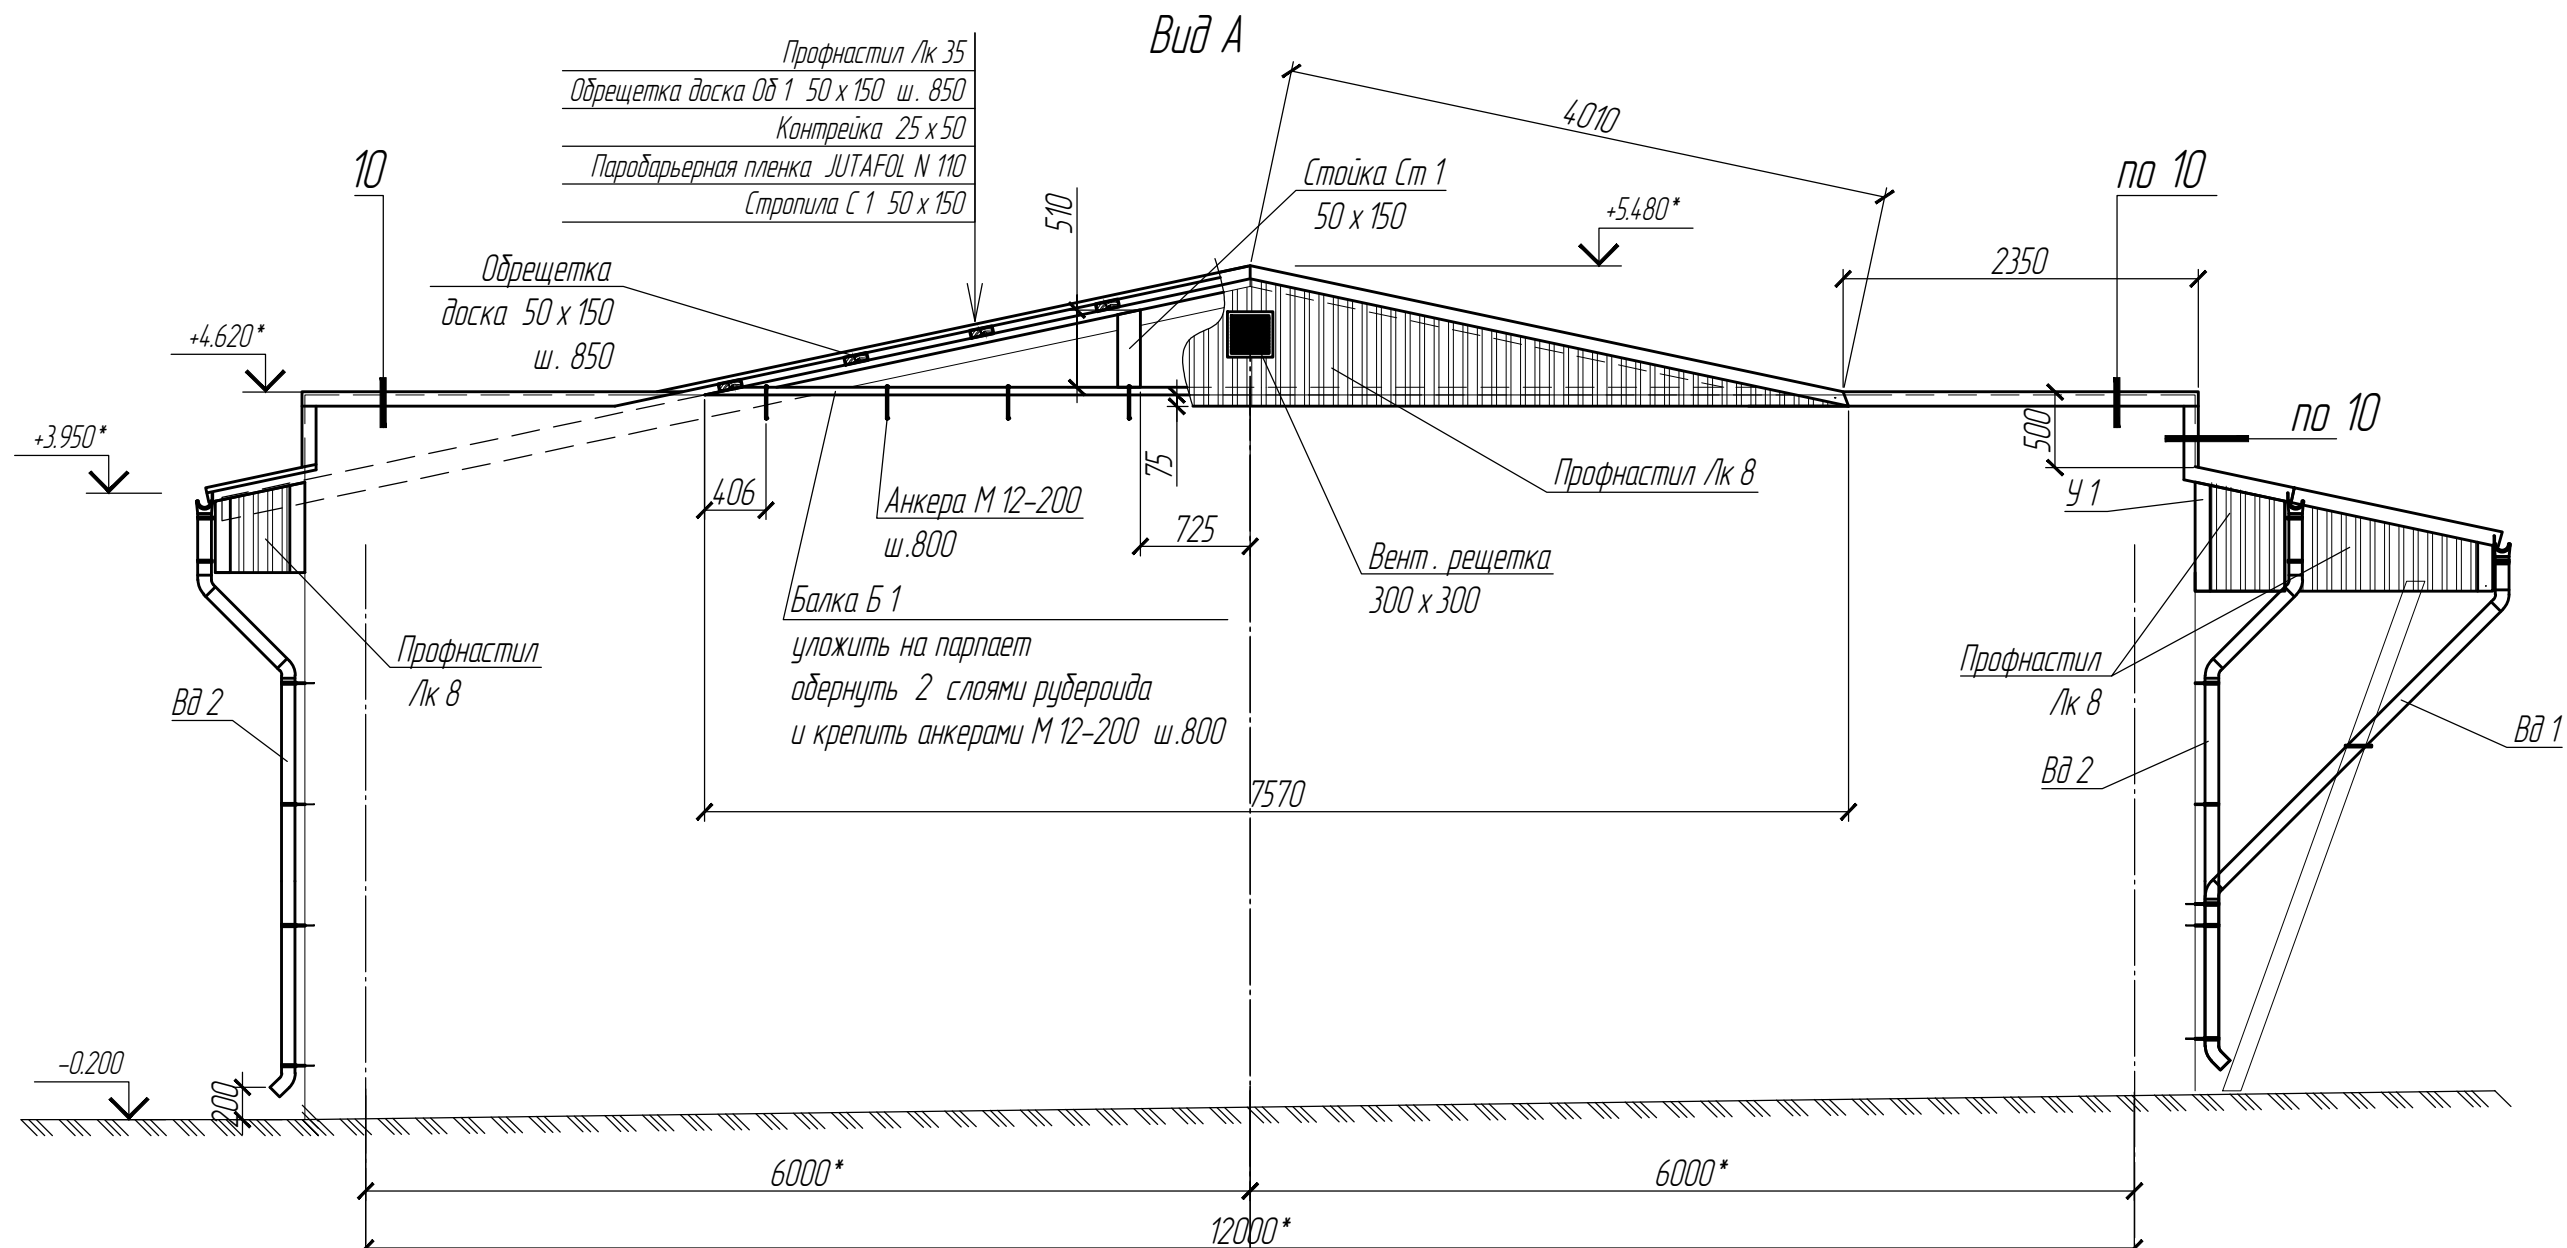 Вид А
Профнастил Лк 35
Обрещетка доска Об 1 50 х 150 ш. 850
Контрейка 25 х 50
Паробарьерная пленка JUTAFOL N 110
Стропила С 1 50 х 150
4010
10
Стойка Ст 1
50 х 150
510
+5.480*
по 10
2350
Обрещетка
доска 50 х 150
ш. 850
+4.620*
+3.950*
по 10
500
75
406
Анкера М 12-200
ш.800
725
Профнастил Лк 8
У 1
Вент. рещетка
300 х 300
Балка Б 1
уложить на парпает
обернуть 2 слоями рубероида
и крепить анкерами М 12-200 ш.800
Профнастил
Лк 8
Вд 2
Профнастил
Лк 8
Вд 1
Вд 2
7570
-0.200
200
6000*
6000*
12000*